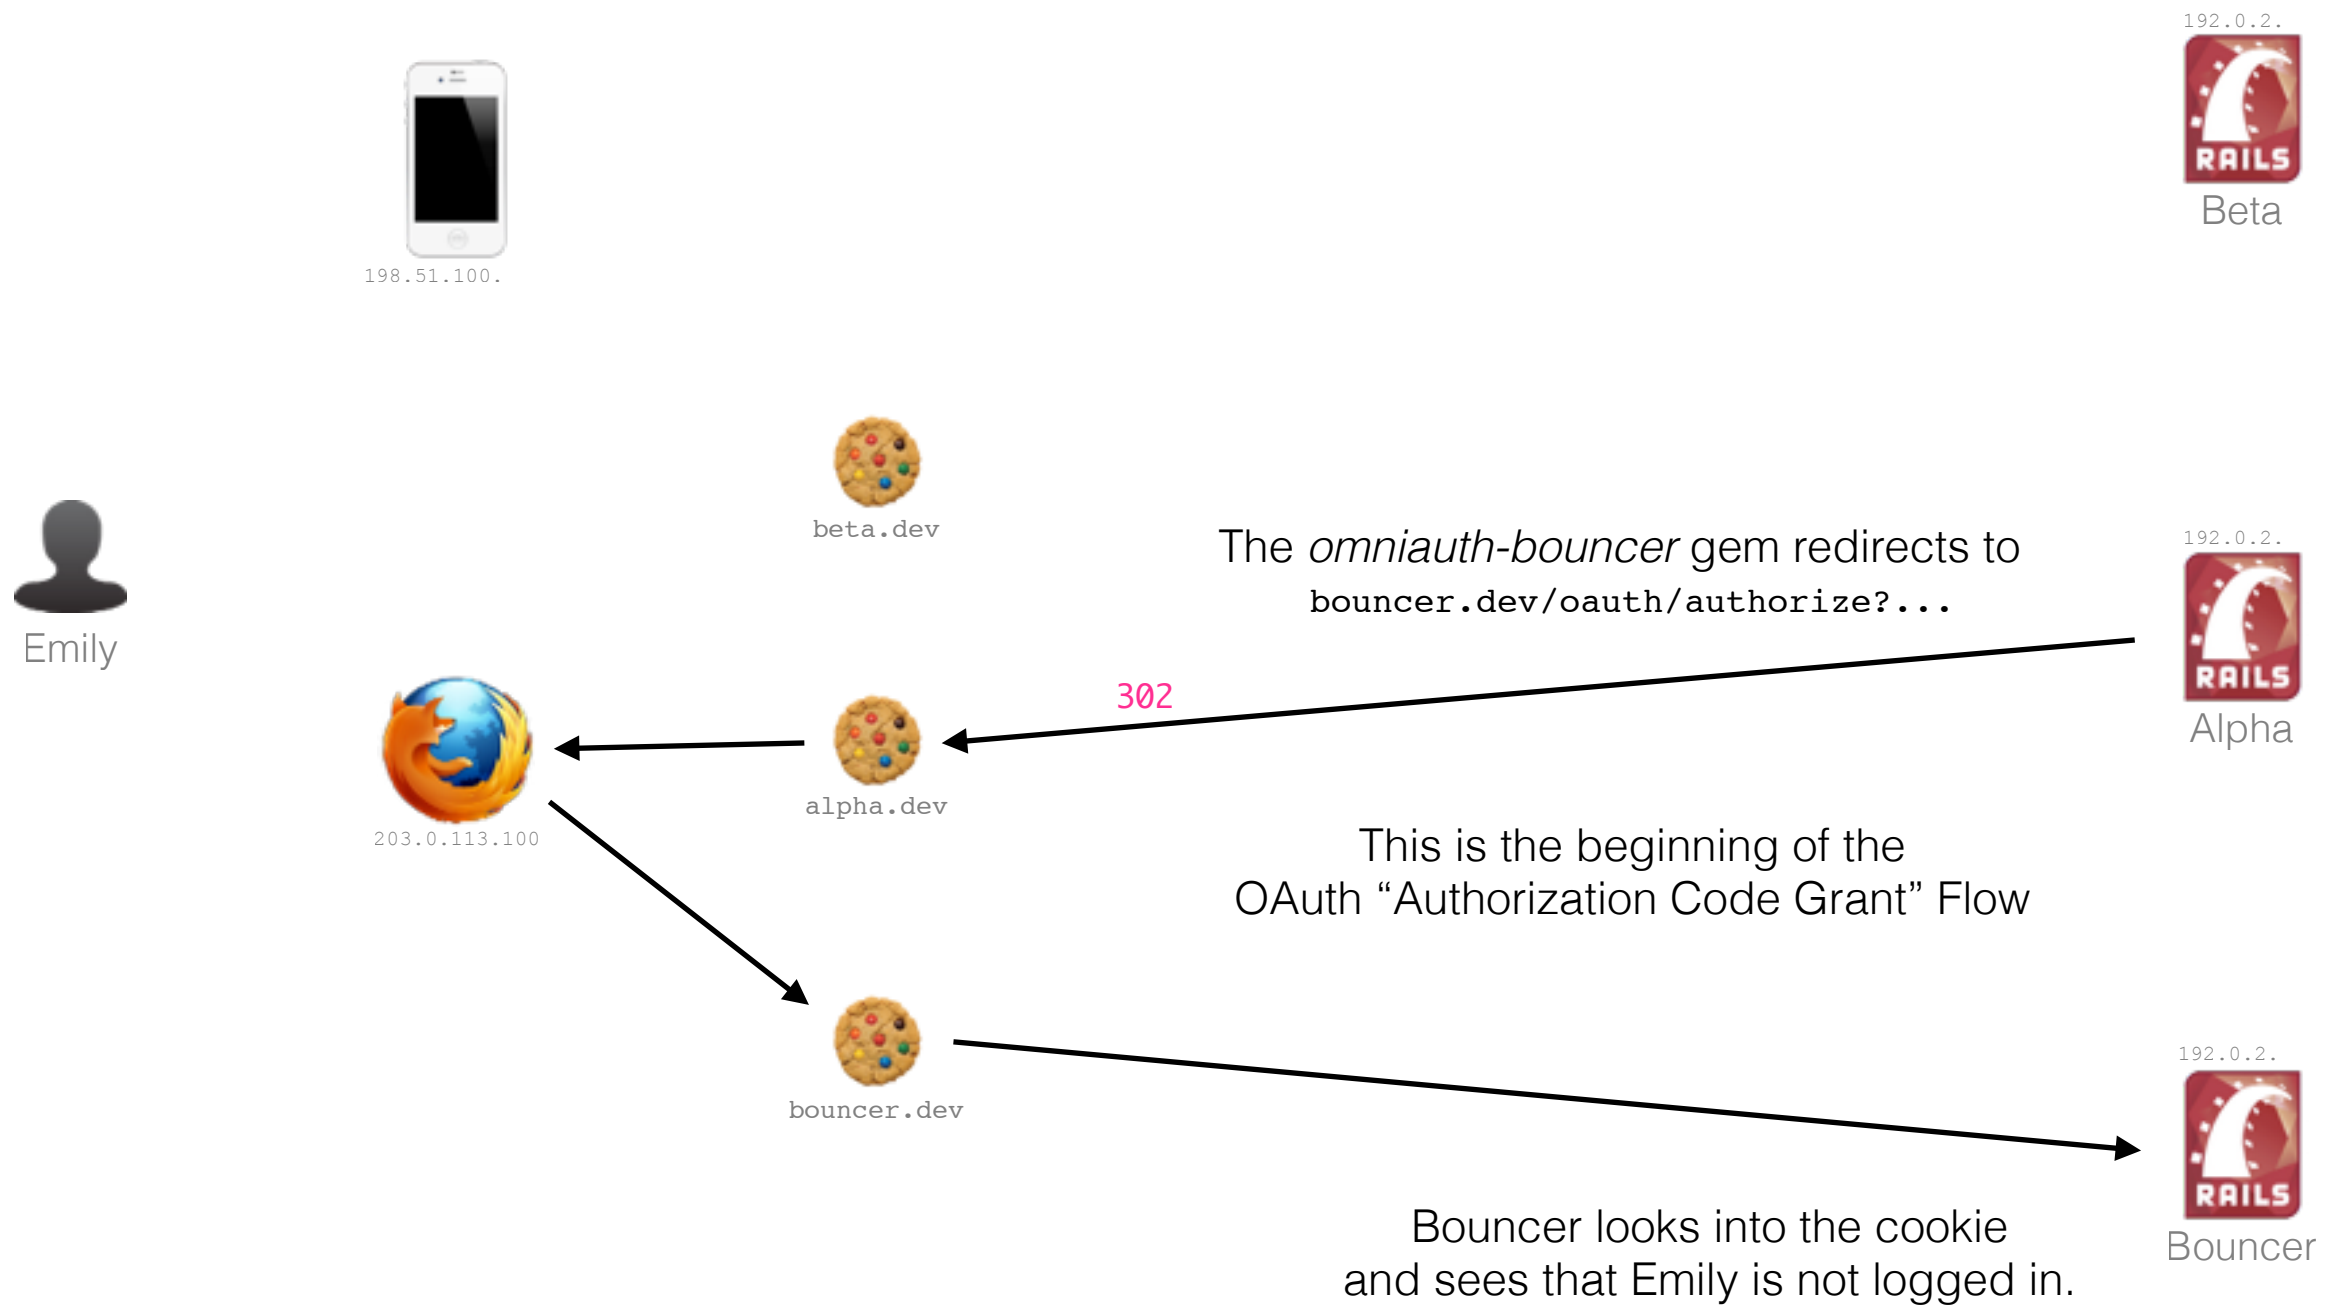 192.0.2.
RAILS
Beta
198.51.100.
beta.dev
The omniauth-bouncer gem redirects to
bouncer.dev/oauth/authorize?...
192.0.2.
RAILS
Alpha
Emily
302
alpha.dev
203.0.113.100
This is the beginning of the
OAuth “Authorization Code Grant” Flow
bouncer.dev
192.0.2.
RAILS
Bouncer
Bouncer looks into the cookie
and sees that Emily is not logged in.